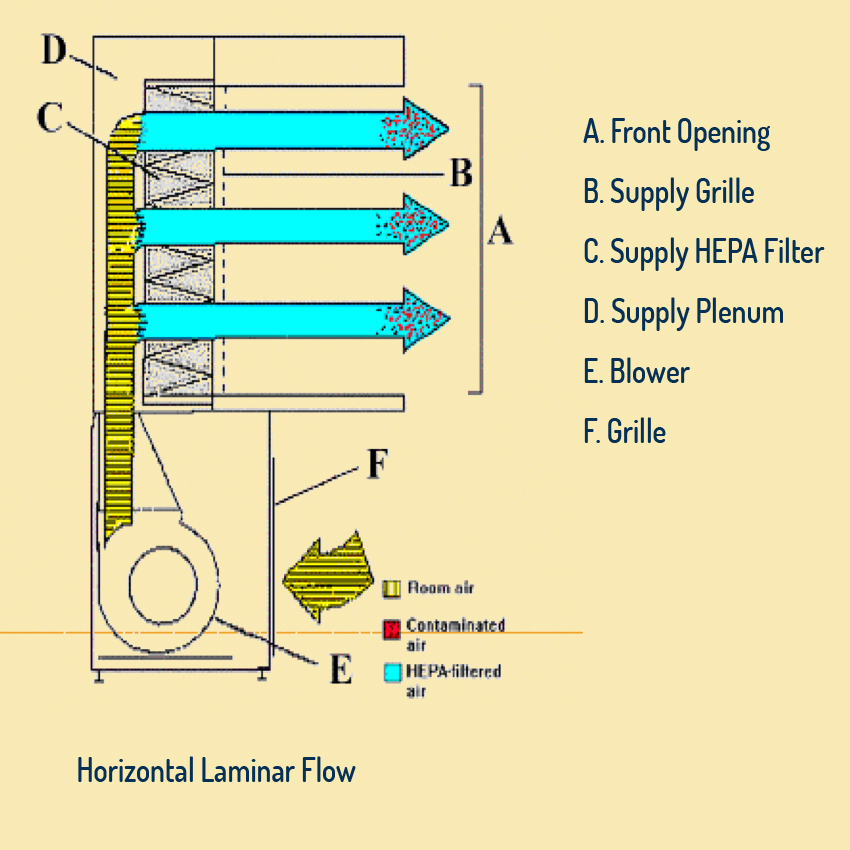 D
C
B
A
F
E
A. Front Opening
B. Supply Grille
C. Supply HEPA Filter
D. Supply Plenum
E. Blower
F. Grille
Room air
Contaminated
air
HEPA-filtered
air
Horizontal Laminar Flow